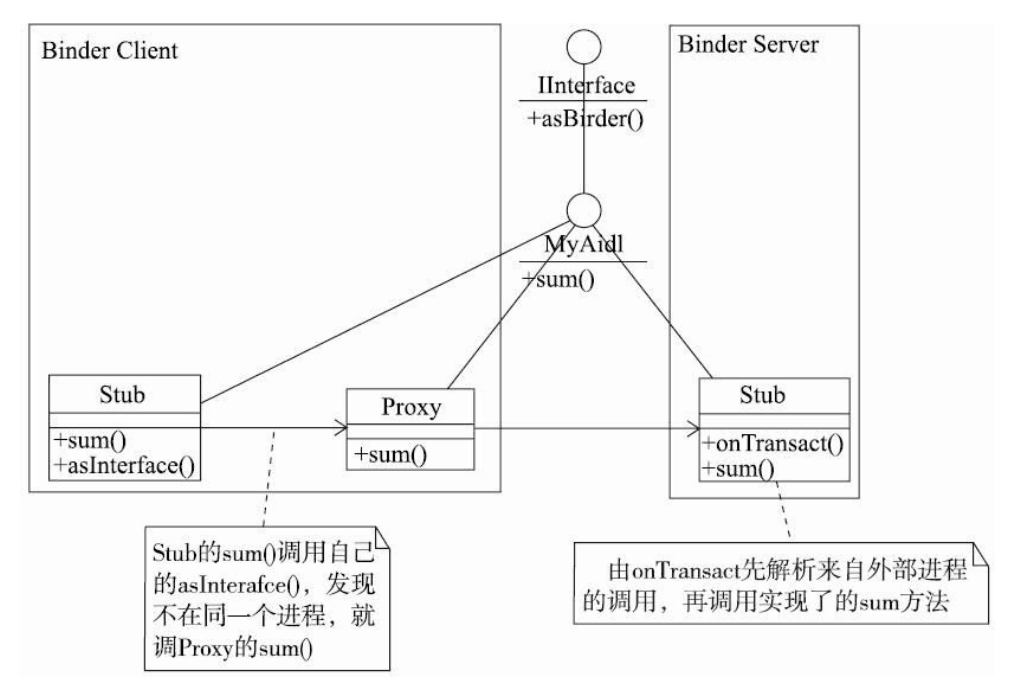 Binder Client
IInterface
+asBirder()
Binder Server
MyAidl
+sum()
Stub
+sum()
+asInterface()
Proxy
+sum()
Stub
+onTransact()
+sum()
Stub的sum()调用自己
的asInterafce()，发现
不在同一个进程，就
调Proxy的sum()
由onTransact先解析来自外部进程
的调用，再调用实现了的sum方法